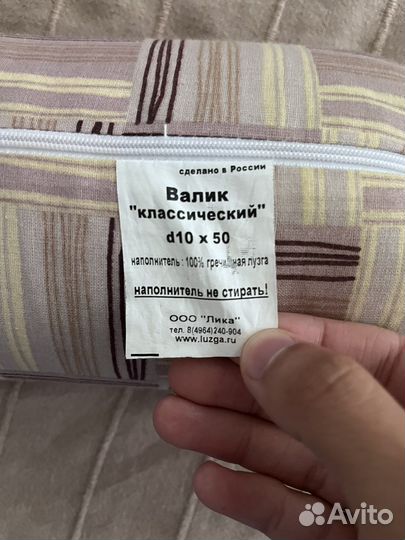 сделано в России
Валик
"классический"
d10 x 50
наполнитель: 100% гречишная лузга
наполнитель не стирать!
ООО "Лика"
тел. 8(4964)240-904
www.luzga.ru
Avito